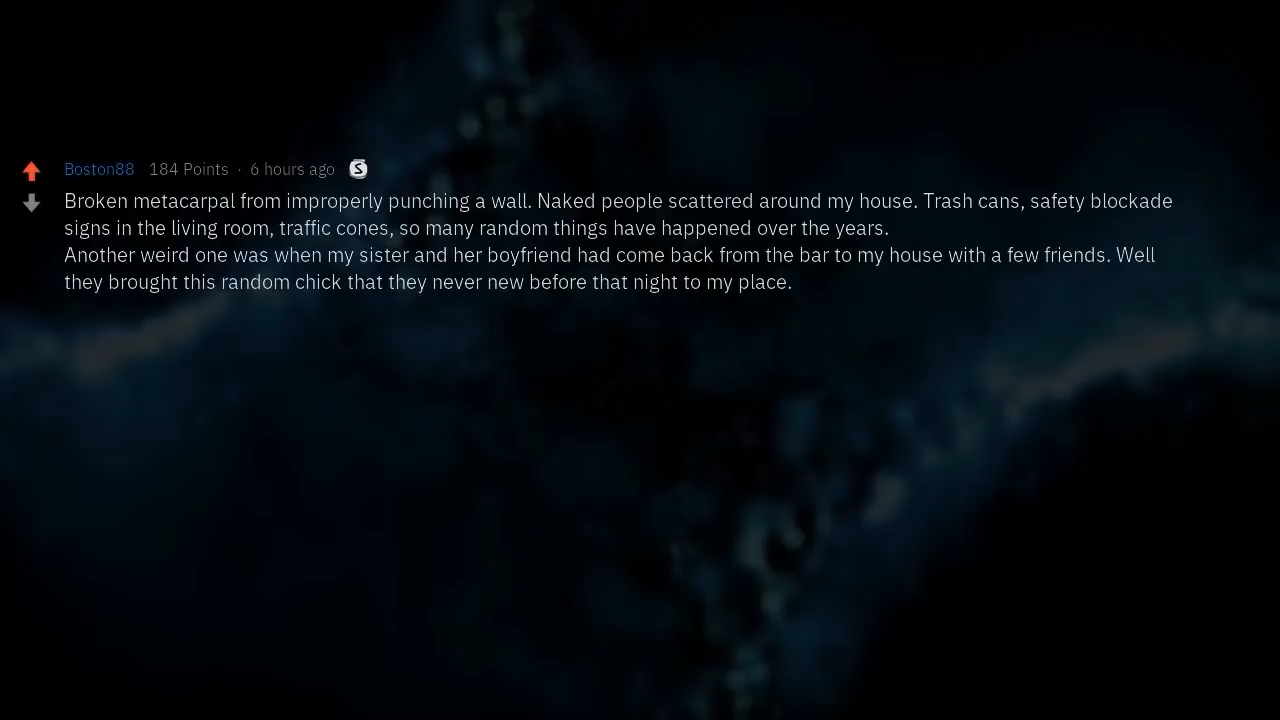 Boston88 184 Points · 6 hours ago S
Broken metacarpal from improperly punching a wall. Naked people scattered around my house. Trash cans, safety blockade
signs in the living room, traffic cones, so many random things have happened over the years.
Another weird one was when my sister and her boyfriend had come back from the bar to my house with a few friends. Well
they brought this random chick that they never new before that night to my place.